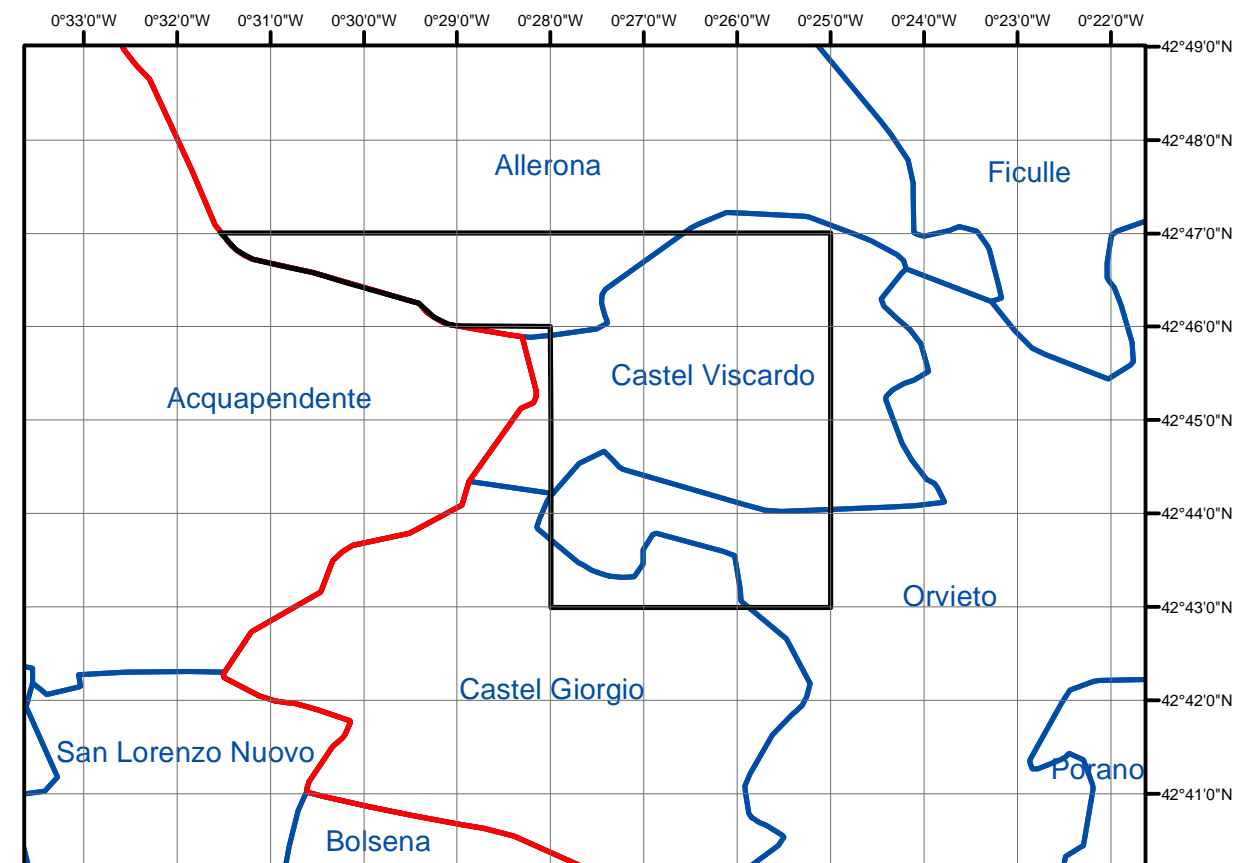 0°33'0"W 0°32'0"W 0°31'0"W 0°30'0"W 0°29'0"W 0°28'0"W 0°27'0"W 0°26'0"W 0°25'0"W 0°24'0"W 0°23'0"W 0°22'0"W
42°49'0"N
42°48'0"N
Allerona
Ficulle
42°47'0"N
42°46'0"N
Castel Viscardo
Acquapendente
42°45'0"N
42°44'0"N
Orvieto
42°43'0"N
Castel Giorgio
42°42'0"N
San Lorenzo Nuovo
Porano
42°41'0"N
Bolsena